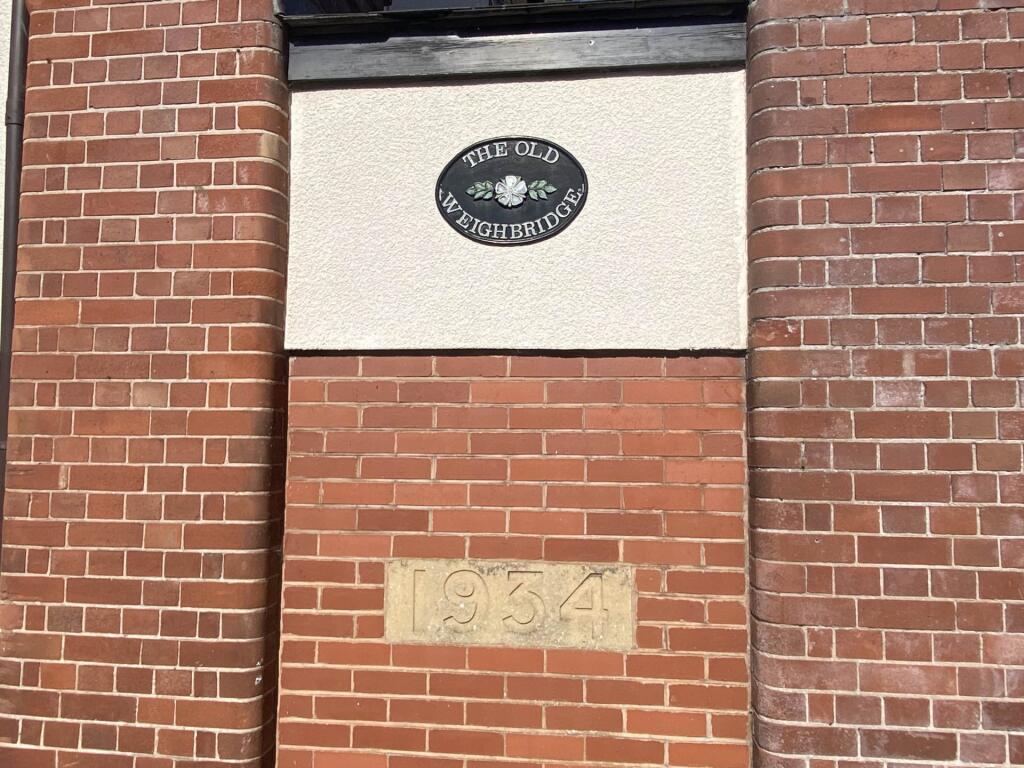 THE OLD
WEIGHBRIDGE
1934